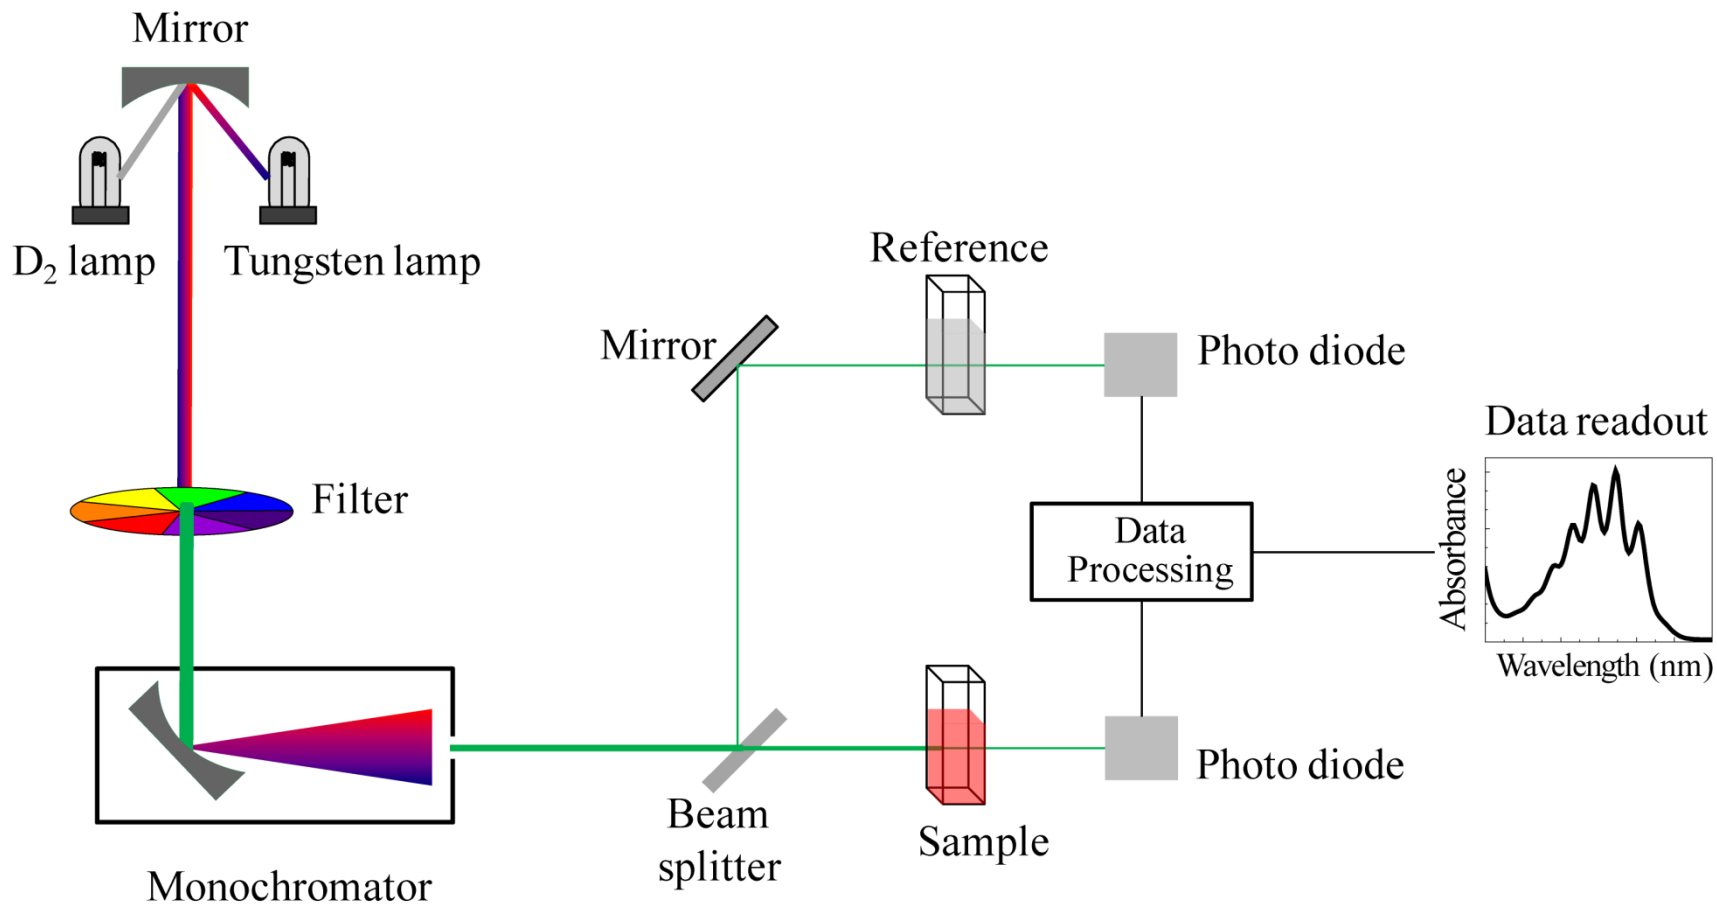 Mirror
D₂ lamp
Tungsten lamp
Filter
Monochromator
Mirror
Reference
Photo diode
Beam
splitter
Sample
Photo diode
Data
Processing
Data readout
Absorbance
Wavelength (nm)